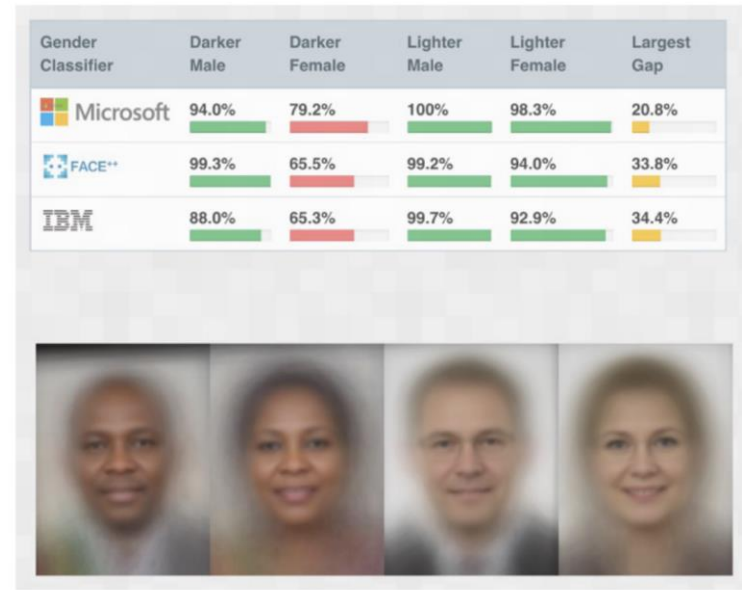 Gender Classifier Darker Male Darker Female Lighter Male Lighter Female Largest Gap
Microsoft 94.0% 79.2% 100% 98.3% 20.8%
FACE++ 99.3% 65.5% 99.2% 94.0% 33.8%
IBM 88.0% 65.3% 99.7% 92.9% 34.4%